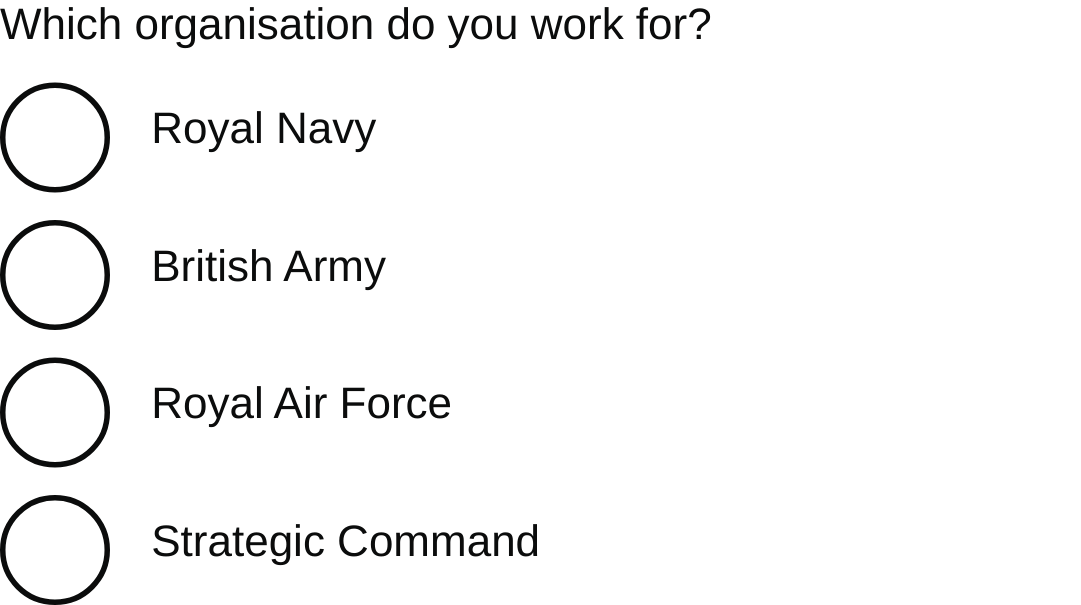 Which organisation do you work for?
Royal Navy
British Army
Royal Air Force
Strategic Command